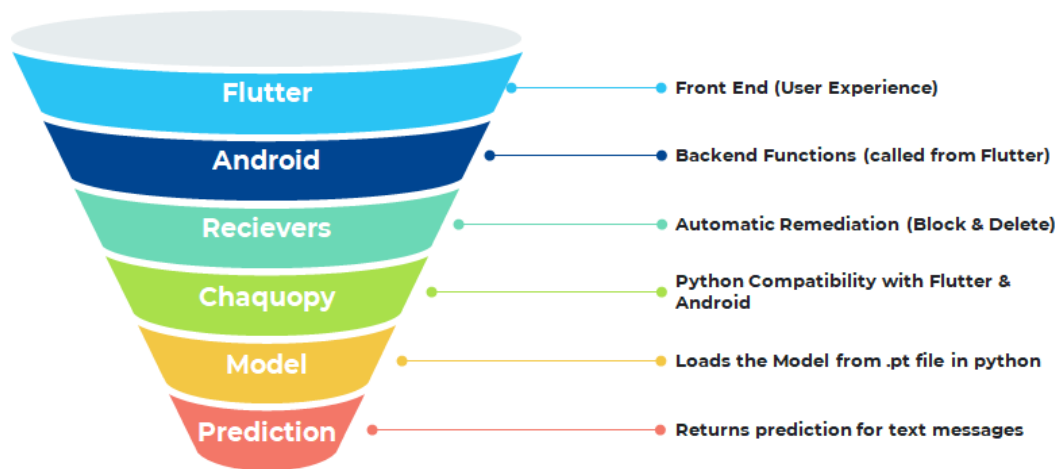 Flutter
Front End (User Experience)
Android
Backend Functions (called from Flutter)
Recievers
Automatic Remediation (Block & Delete)
Chaquopy
Python Compatibility with Flutter &
Android
Model
Loads the Model from .pt file in python
Prediction
Returns prediction for text messages